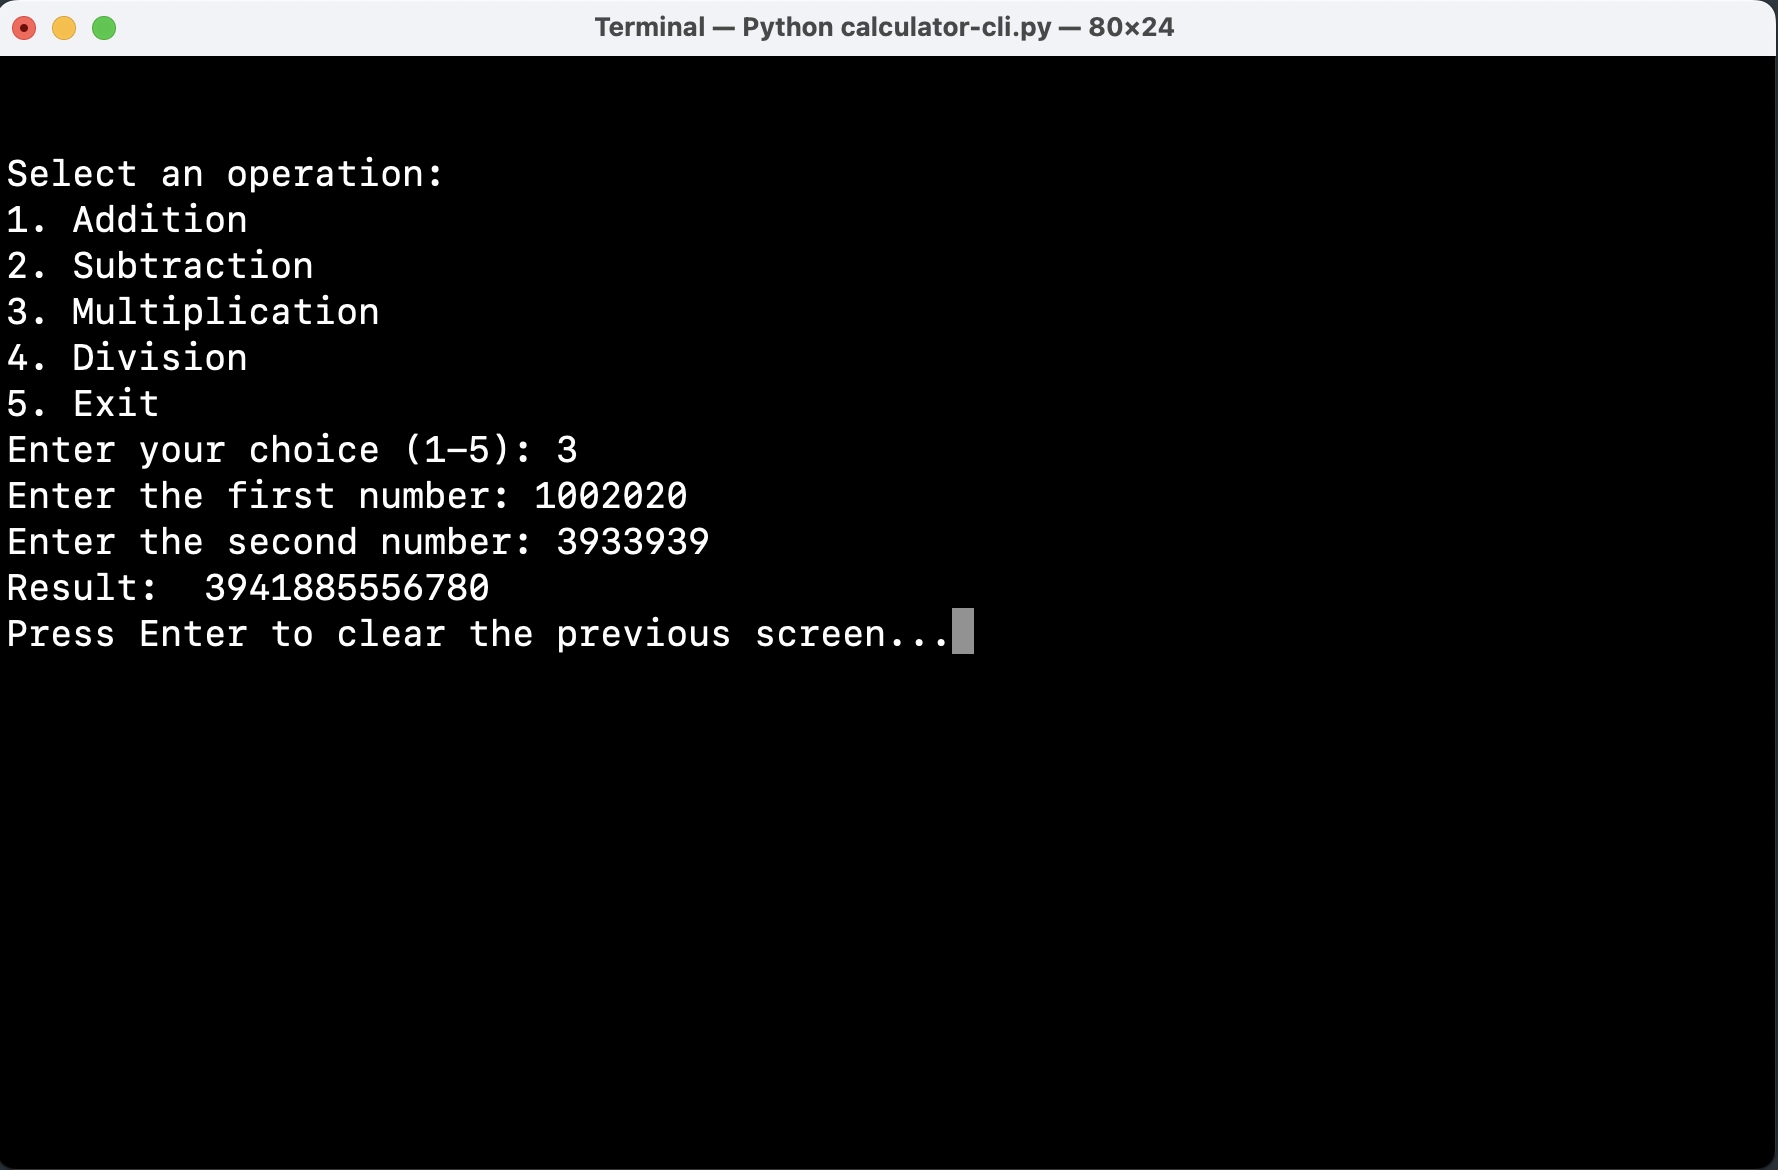 Terminal — Python calculator-cli.py — 80×24
Select an operation:
1. Addition
2. Subtraction
3. Multiplication
4. Division
5. Exit
Enter your choice (1-5): 3
Enter the first number: 1002020
Enter the second number: 3933939
Result:  3941885556780
Press Enter to clear the previous screen...